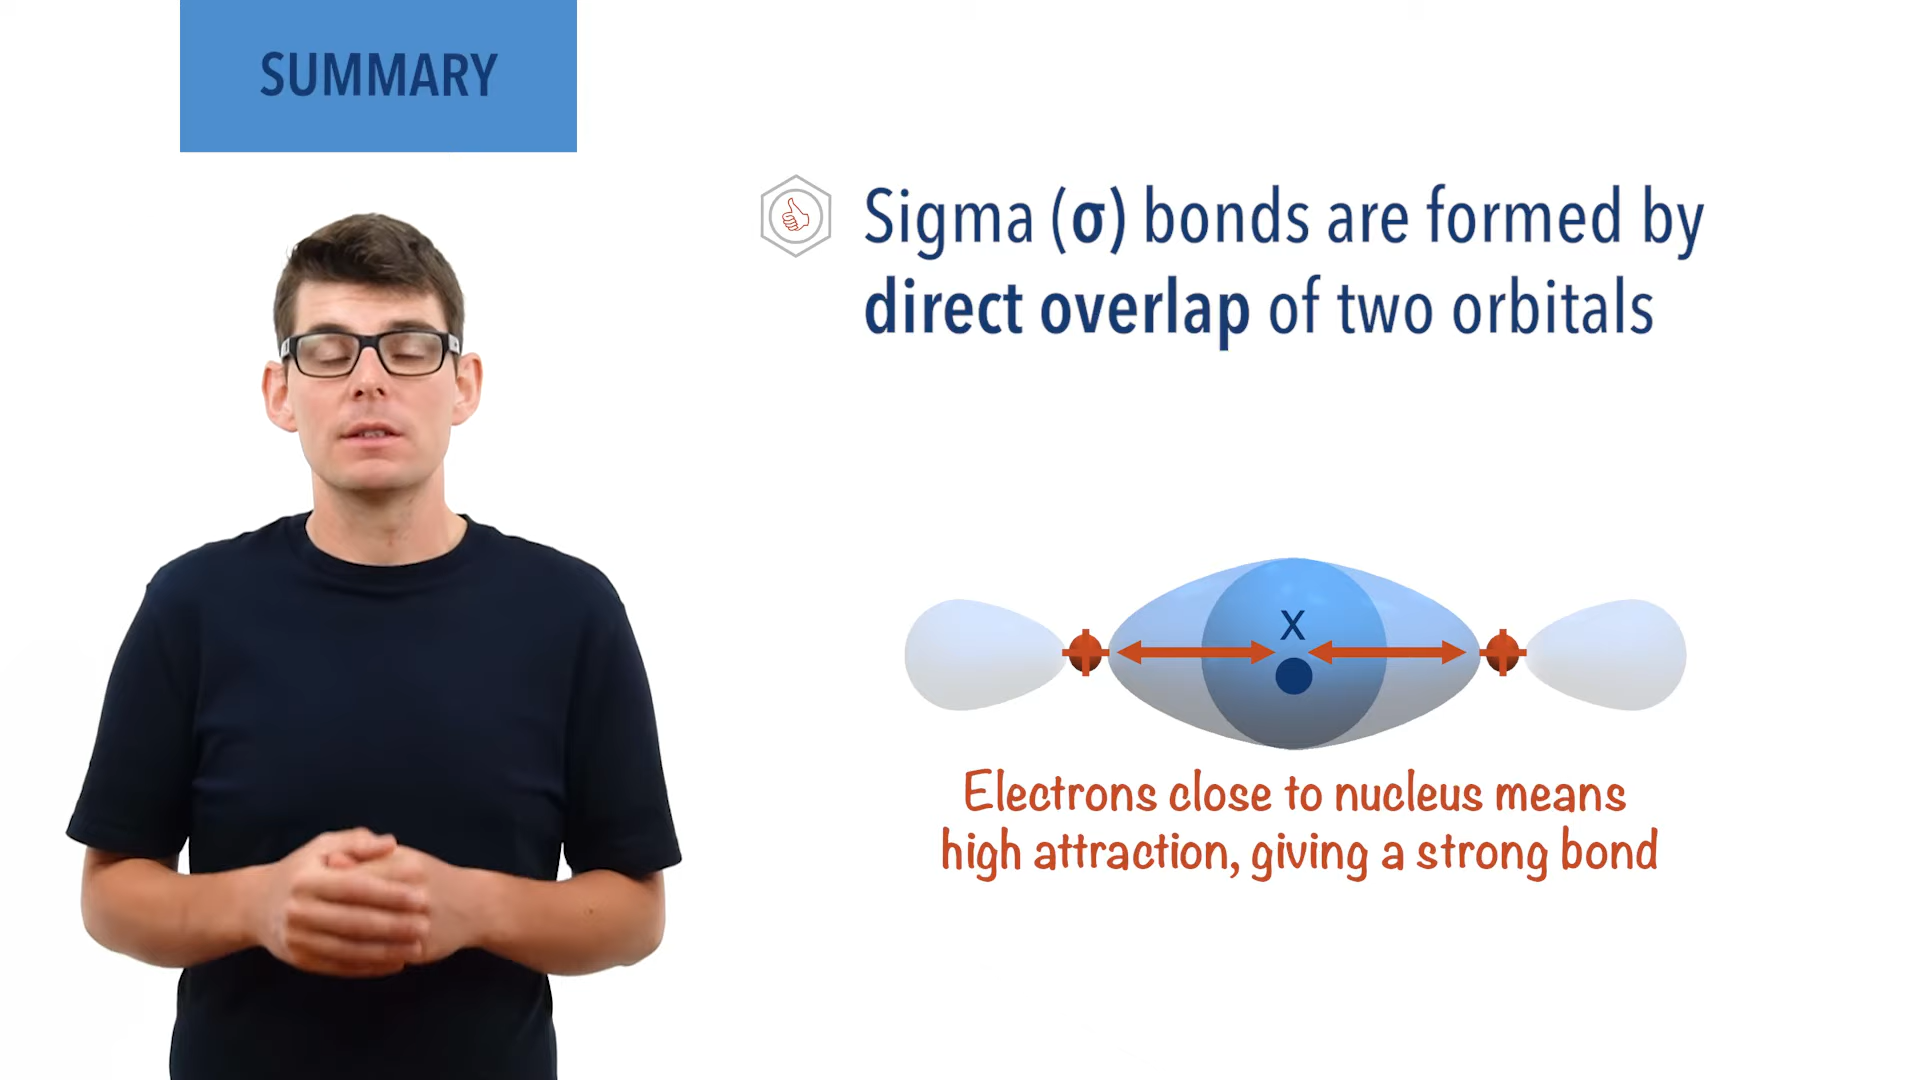 SUMMARY
Sigma (σ) bonds are formed by
direct overlap of two orbitals
X
Electrons close to nucleus means
high attraction, giving a strong bond